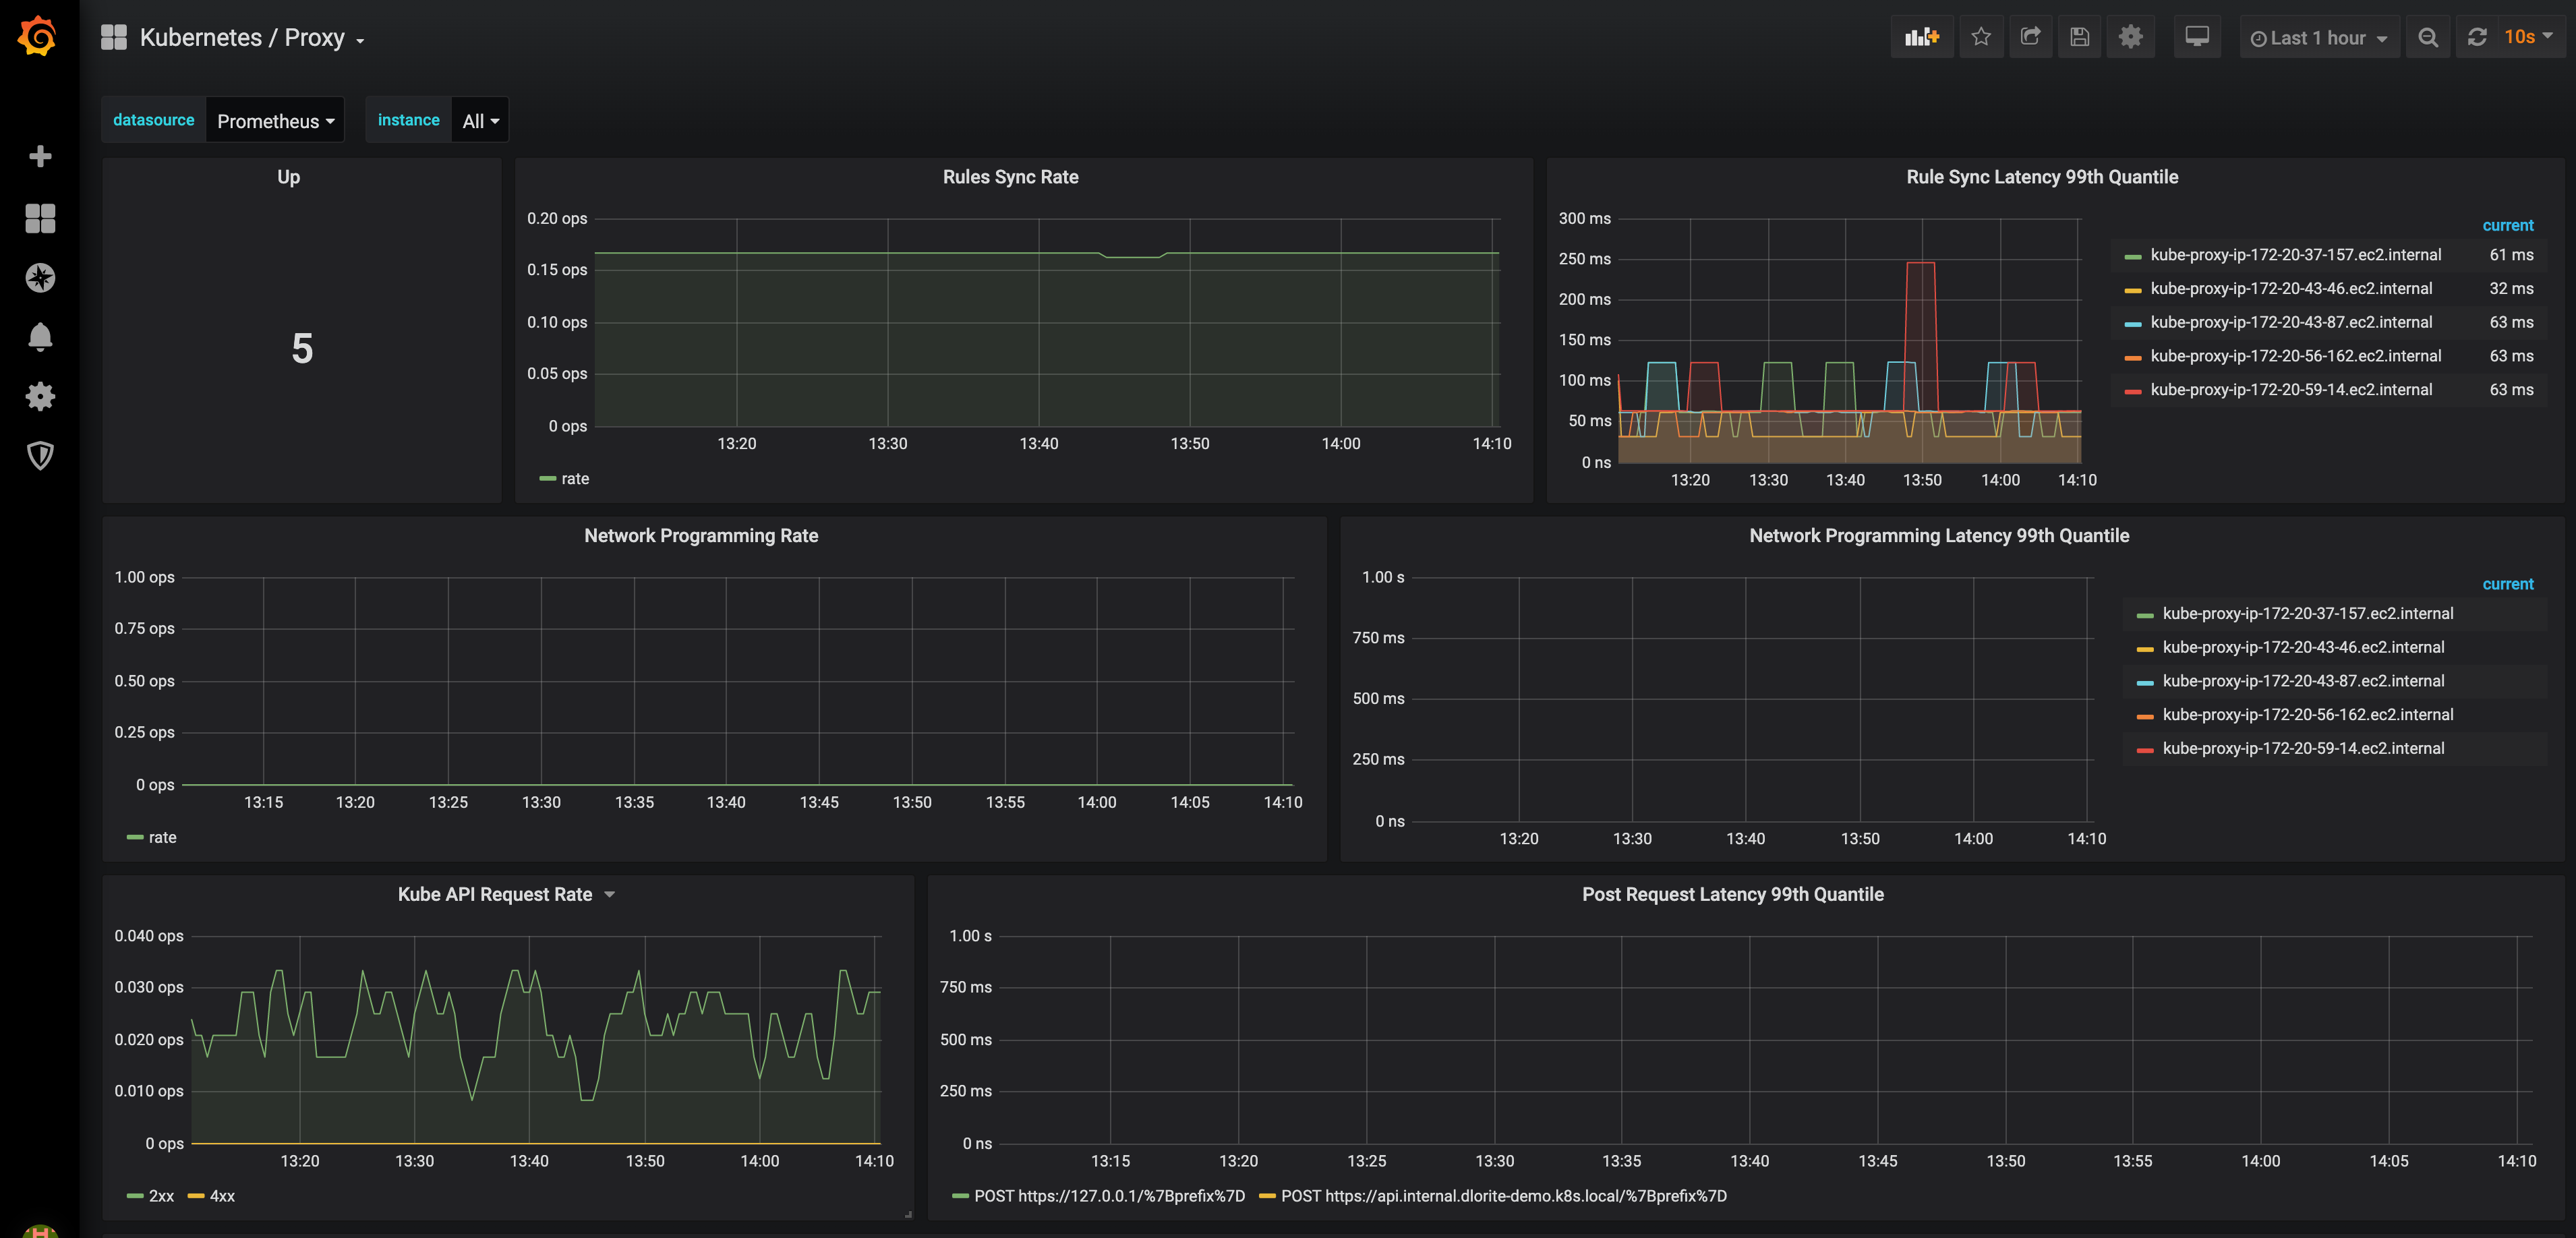 Kubernetes / Proxy
Last 1 hour
10s
datasource Prometheus instance All
Up
5
Rules Sync Rate
0.20 ops
0.15 ops
0.10 ops
0.05 ops
0 ops
13:20 13:30 13:40 13:50 14:00 14:10
rate
Rule Sync Latency 99th Quantile
300 ms
250 ms
200 ms
150 ms
100 ms
50 ms
0 ns
13:20 13:30 13:40 13:50 14:00 14:10
current
kube-proxy-ip-172-20-37-157.ec2.internal 61 ms
kube-proxy-ip-172-20-43-46.ec2.internal 32 ms
kube-proxy-ip-172-20-43-87.ec2.internal 63 ms
kube-proxy-ip-172-20-56-162.ec2.internal 63 ms
kube-proxy-ip-172-20-59-14.ec2.internal 63 ms
Network Programming Rate
1.00 ops
0.75 ops
0.50 ops
0.25 ops
0 ops
13:15 13:20 13:25 13:30 13:35 13:40 13:45 13:50 13:55 14:00 14:05 14:10
rate
Network Programming Latency 99th Quantile
1.00 s
750 ms
500 ms
250 ms
0 ns
13:20 13:30 13:40 13:50 14:00 14:10
current
kube-proxy-ip-172-20-37-157.ec2.internal
kube-proxy-ip-172-20-43-46.ec2.internal
kube-proxy-ip-172-20-43-87.ec2.internal
kube-proxy-ip-172-20-56-162.ec2.internal
kube-proxy-ip-172-20-59-14.ec2.internal
Kube API Request Rate
0.040 ops
0.030 ops
0.020 ops
0.010 ops
0 ops
13:20 13:30 13:40 13:50 14:00 14:10
2xx 4xx
Post Request Latency 99th Quantile
1.00 s
750 ms
500 ms
250 ms
0 ns
13:15 13:20 13:25 13:30 13:35 13:40 13:45 13:50 13:55 14:00 14:05 14:10
POST https://127.0.0.1/%7Bprefix%7D POST https://api.internal.dlorite-demo.k8s.local/%7Bprefix%7D